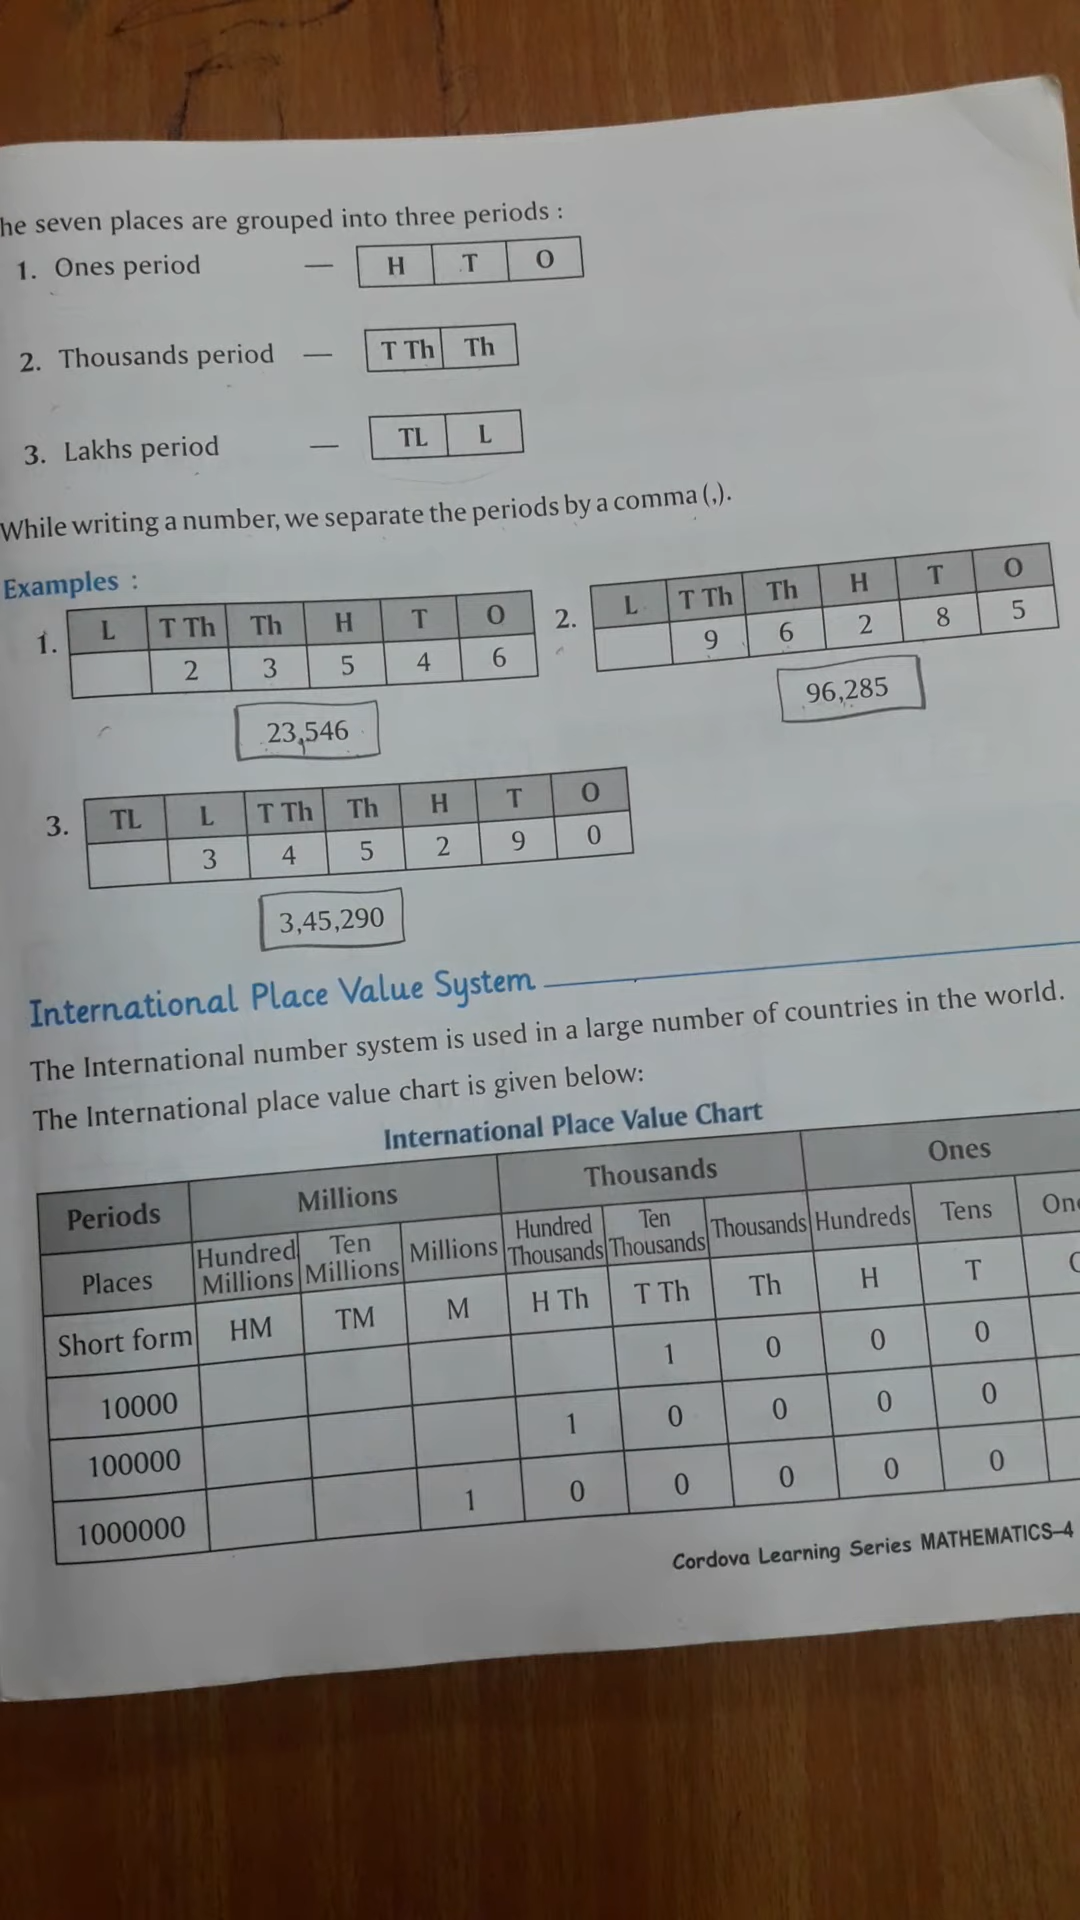 he seven places are grouped into three periods :
1. Ones period — H T O
2. Thousands period — T Th Th
3. Lakhs period — TL L
While writing a number, we separate the periods by a comma (,).
Examples :
1. L T Th Th H T O
2 3 5 4 6
23,546
2. L T Th Th H T O
9 6 2 8 5
96,285
3. TL L T Th Th H T O
3 4 5 2 9 0
3,45,290
International Place Value System
The International number system is used in a large number of countries in the world.
The International place value chart is given below:
International Place Value Chart
Periods Millions Thousands Ones
Places Hundred Millions Ten Millions Millions Hundred Thousands Ten Thousands Thousands Hundreds Tens On
Short form HM TM M H Th T Th Th H T
10000 1 0 0 0
100000 1 0 0 0 0
1000000 1 0 0 0 0 0
Cordova Learning Series MATHEMATICS–4